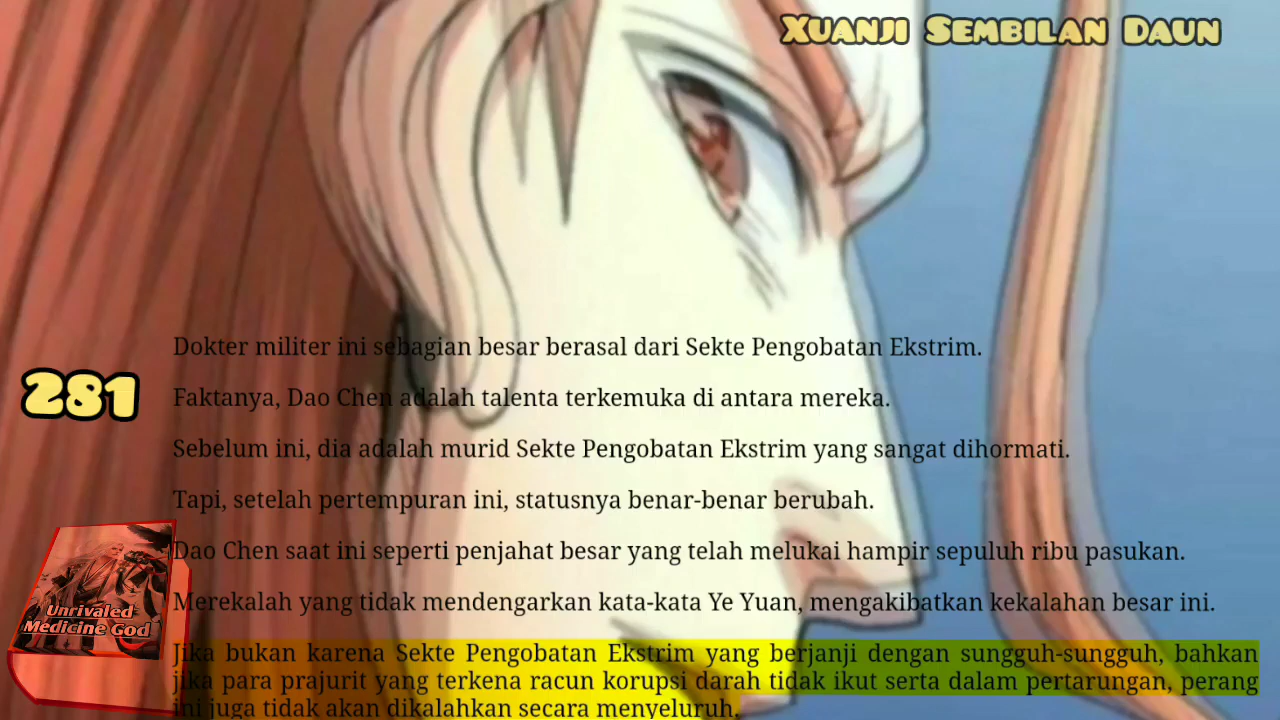 Xuanji Sembilan Daun
Dokter militer ini sebagian besar berasal dari Sekte Pengobatan Ekstrim.
281
Faktanya, Dao Chen adalah talenta terkemuka di antara mereka.
Sebelum ini, dia adalah murid Sekte Pengobatan Ekstrim yang sangat dihormati.
Tapi, setelah pertempuran ini, statusnya benar-benar berubah.
Dao Chen saat ini seperti penjahat besar yang telah melukai hampir sepuluh ribu pasukan.
Merekalah yang tidak mendengarkan kata-kata Ye Yuan, mengakibatkan kekalahan besar ini.
Unrivaled
Medicine God
Jika bukan karena Sekte Pengobatan Ekstrim yang berjanji dengan sungguh-sungguh, bahkan
jika para prajurit yang terkena racun korupsi darah tidak ikut serta dalam pertarungan, perang
ini juga tidak akan dikalahkan secara menyeluruh.